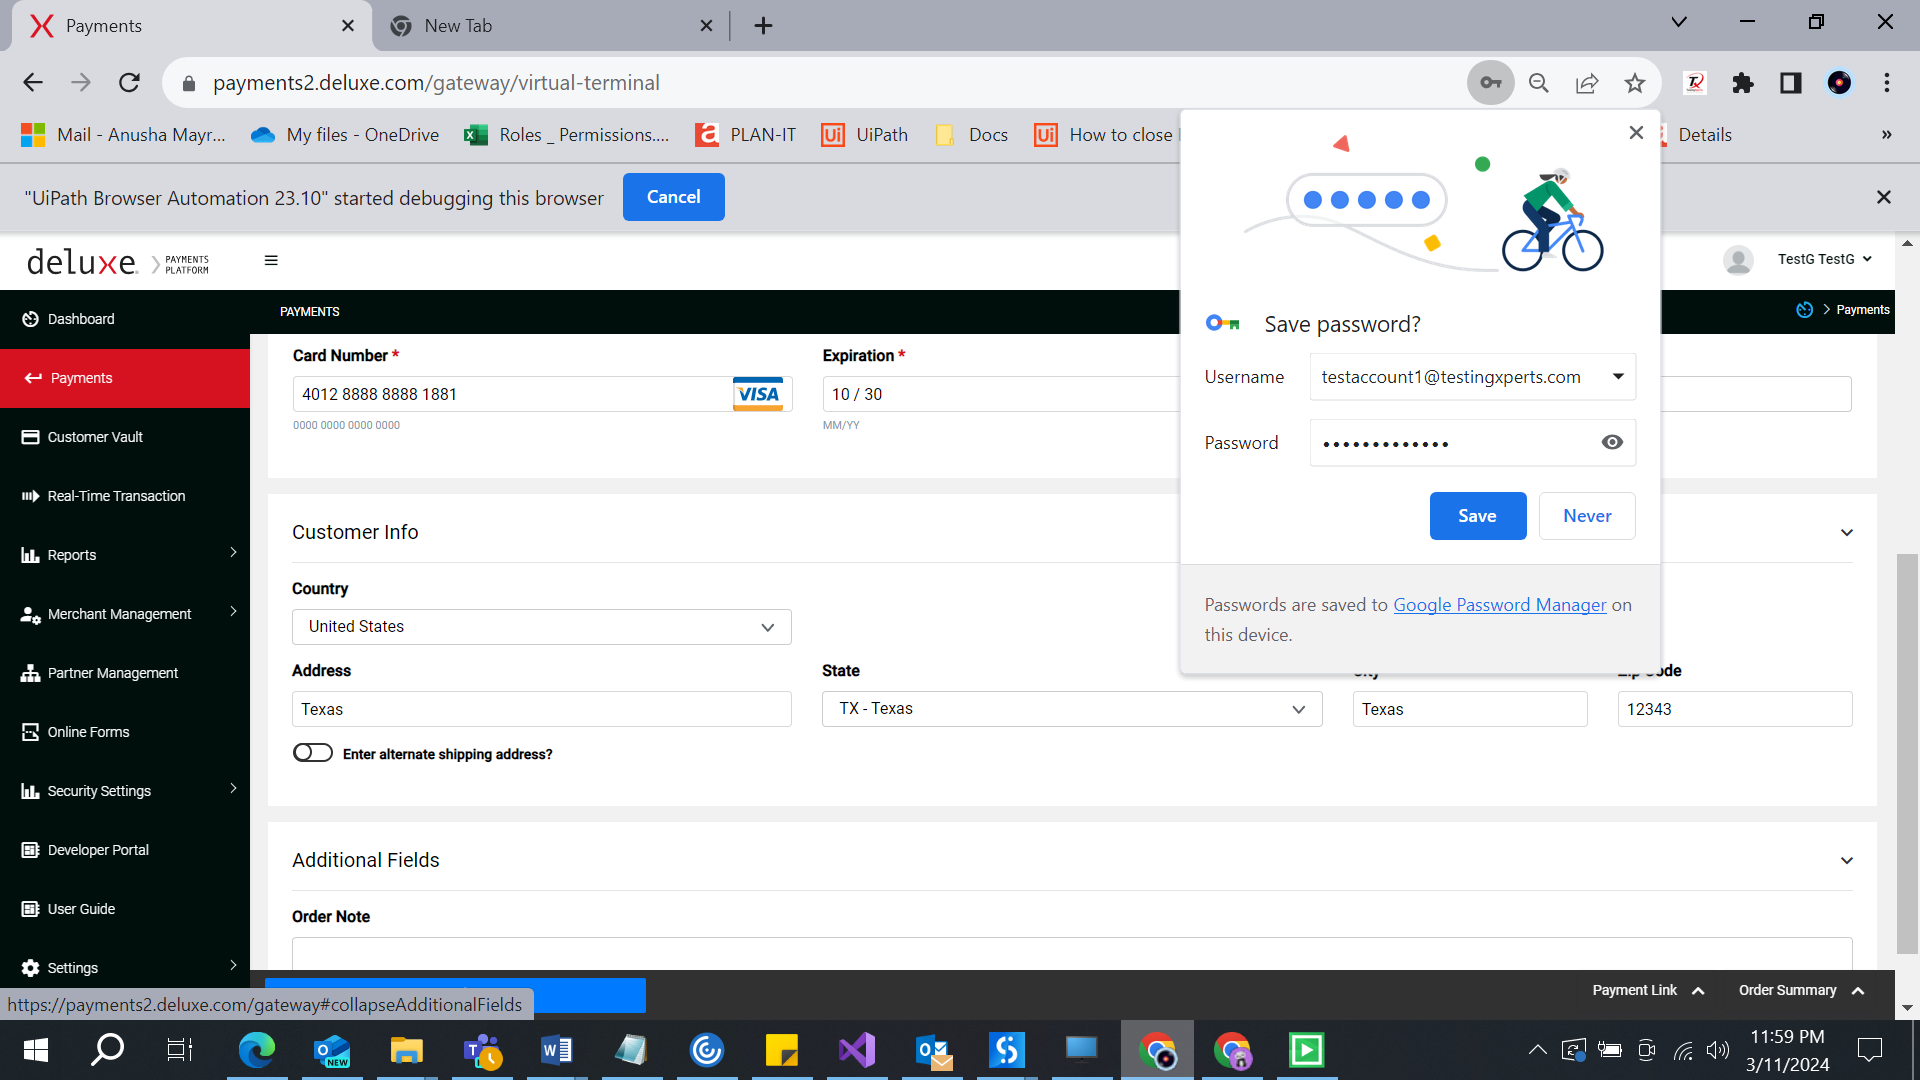 Payments
New Tab
payments2.deluxe.com/gateway/virtual-terminal
Mail - Anusha Mayr...
My files - OneDrive
Roles _ Permissions....
PLAN-IT
UiPath
Docs
How to close
Details
»
"UiPath Browser Automation 23.10" started debugging this browser
Cancel
deluxe. PAYMENTS
PLATFORM
TestG TestG
Dashboard
Payments
Customer Vault
Real-Time Transaction
Reports
Merchant Management
Partner Management
Online Forms
Security Settings
Developer Portal
User Guide
Settings
PAYMENTS
Payments
Card Number *
4012 8888 8888 1881
VISA
0000 0000 0000 0000
Expiration *
10 / 30
MM/YY
Save password?
Username
testaccount1@testingxperts.com
Password
•••••••••••••
Save
Never
Passwords are saved to Google Password Manager on
this device.
Customer Info
Country
United States
Address
Texas
State
TX - Texas
Texas
12343
Enter alternate shipping address?
Additional Fields
Order Note
https://payments2.deluxe.com/gateway#collapseAdditionalFields
Payment Link
Order Summary
NEW
11:59 PM
3/11/2024